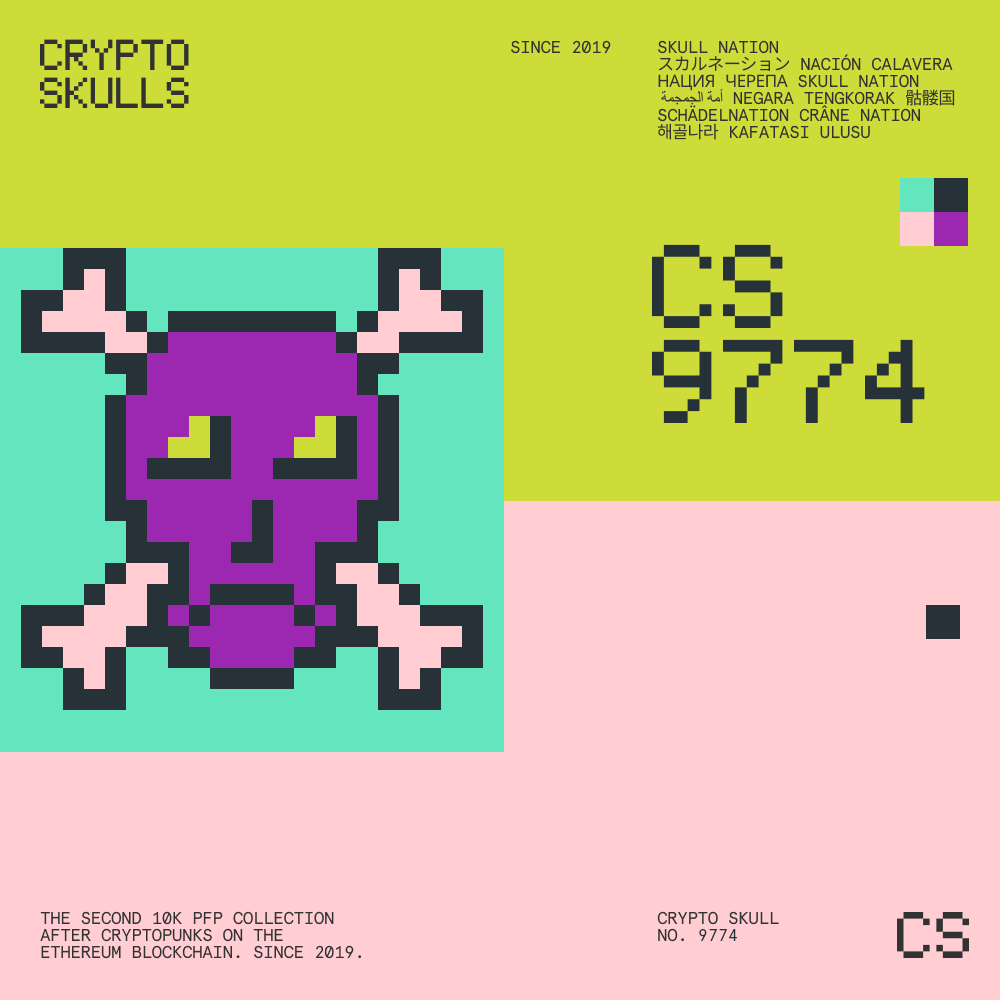 CRYPTO
SKULLS
SINCE 2019
SKULL NATION
スカルネーション NACIÓN CALAVERA
НАЦИЯ ЧЕРЕПА SKULL NATION
أمة الجمجمة NEGARA TENGKORAK 骷髅国
SCHÄDELNATION CRÂNE NATION
해골나라 KAFATASI ULUSU
CS
9774
THE SECOND 10K PFP COLLECTION
AFTER CRYPTOPUNKS ON THE
ETHEREUM BLOCKCHAIN. SINCE 2019.
CRYPTO SKULL
NO. 9774
CS